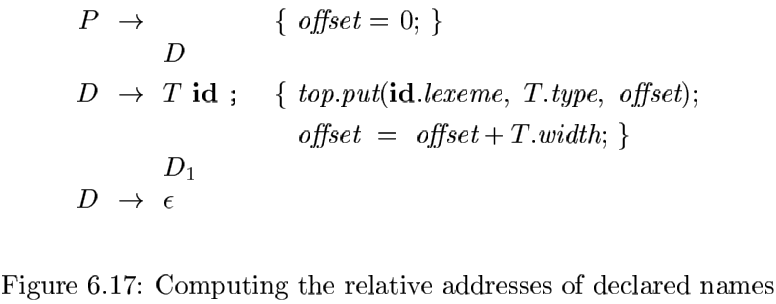 P → { offset = 0; }
D
D → T id ; { top.put(id.lexeme, T.type, offset);
offset = offset + T.width; }
D₁
D → ϵ
Figure 6.17: Computing the relative addresses of declared names